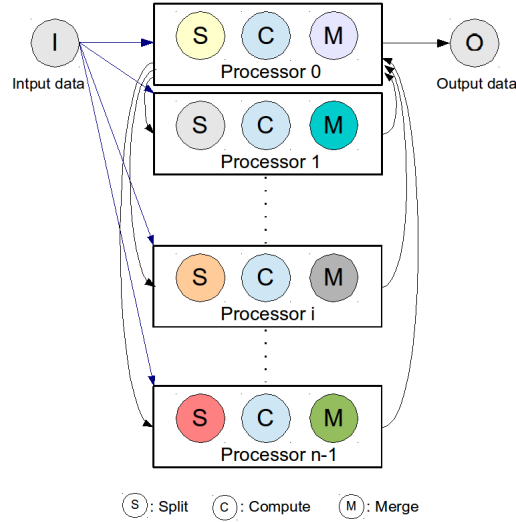 I
S C M
O
Intput data
Processor 0
Output data
S C M
Processor 1
S C M
Processor i
S C M
Processor n-1
S : Split C : Compute M : Merge